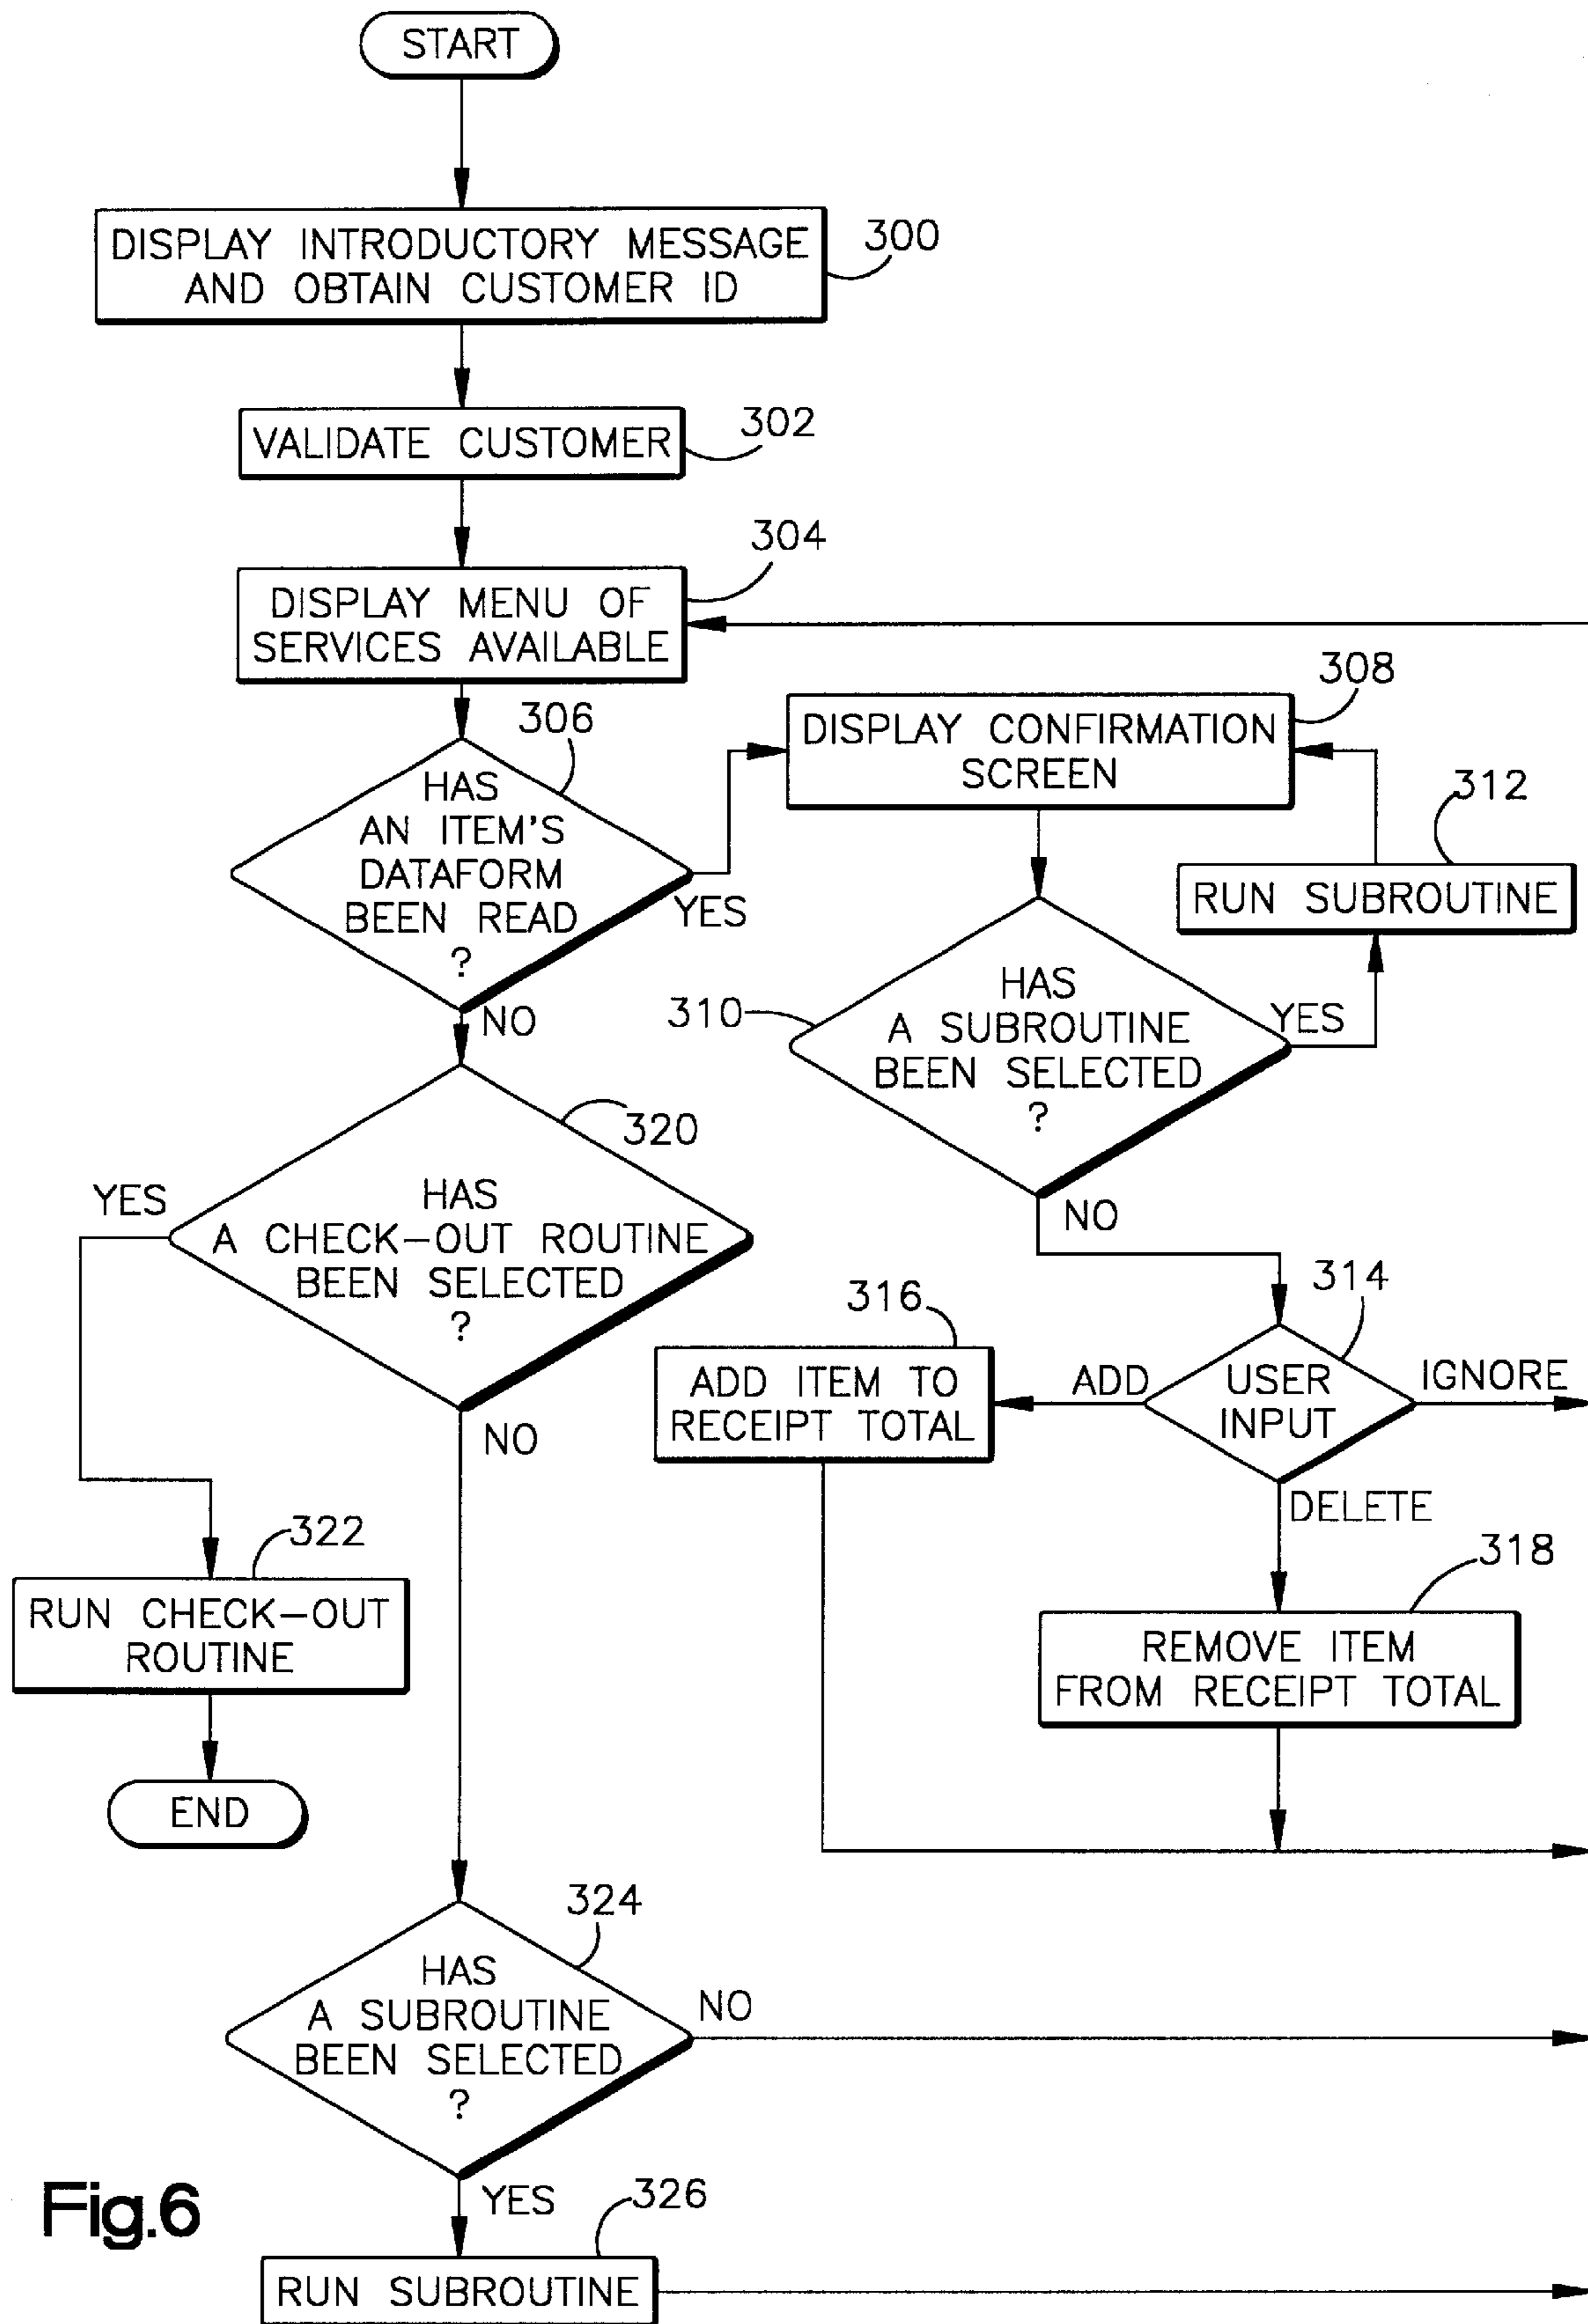 START
DISPLAY INTRODUCTORY MESSAGE
AND OBTAIN CUSTOMER ID
300
VALIDATE CUSTOMER
302
304
DISPLAY MENU OF
SERVICES AVAILABLE
306
HAS
AN ITEM'S
DATAFORM
BEEN READ
?
YES
NO
308
DISPLAY CONFIRMATION
SCREEN
312
RUN SUBROUTINE
310
HAS
A SUBROUTINE
BEEN SELECTED
?
YES
NO
320
YES
HAS
A CHECK-OUT ROUTINE
BEEN SELECTED
?
NO
314
316
ADD ITEM TO
RECEIPT TOTAL
ADD
USER
INPUT
IGNORE
DELETE
318
REMOVE ITEM
FROM RECEIPT TOTAL
322
RUN CHECK-OUT
ROUTINE
END
324
HAS
A SUBROUTINE
BEEN SELECTED
?
NO
YES
326
RUN SUBROUTINE
Fig.6